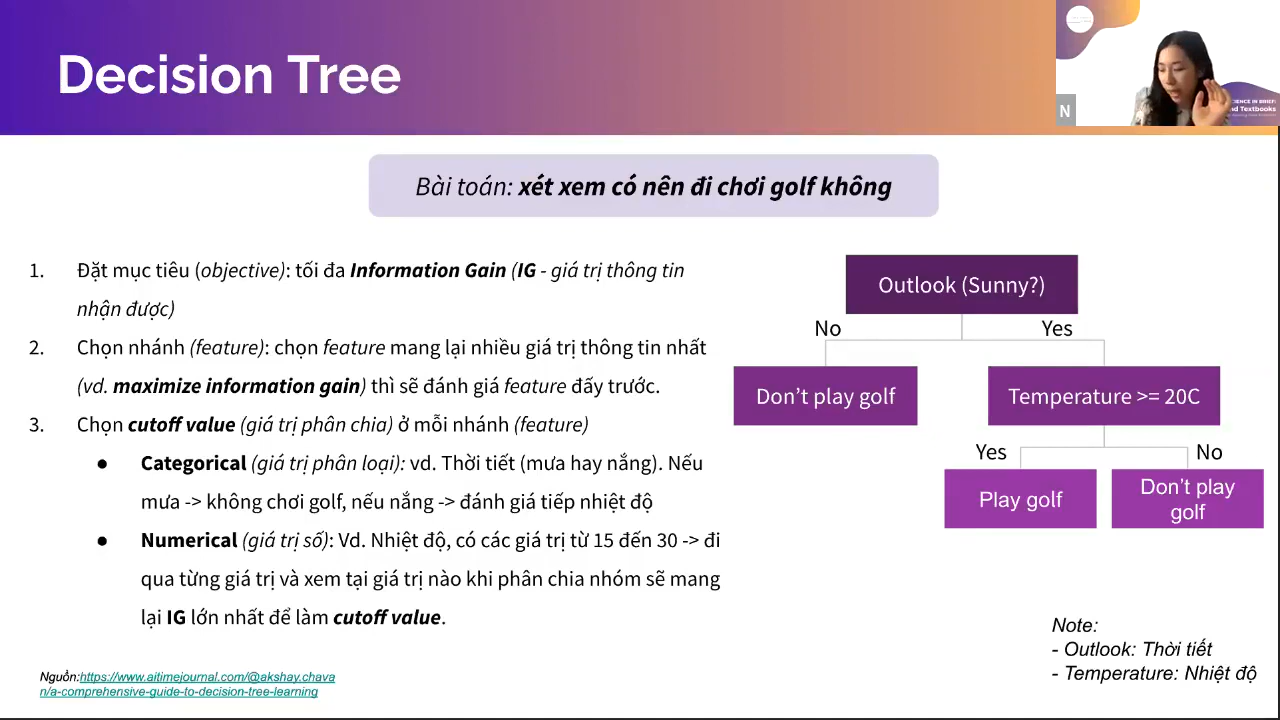 Decision Tree
N
CIENCE IN BRIEF:
nd Textbooks
Bài toán: xét xem có nên đi chơi golf không
1. Đặt mục tiêu (objective): tối đa Information Gain (IG - giá trị thông tin
nhận được)
2. Chọn nhánh (feature): chọn feature mang lại nhiều giá trị thông tin nhất
(vd. maximize information gain) thì sẽ đánh giá feature đấy trước.
3. Chọn cutoff value (giá trị phân chia) ở mỗi nhánh (feature)
● Categorical (giá trị phân loại): vd. Thời tiết (mưa hay nắng). Nếu
mưa -> không chơi golf, nếu nắng -> đánh giá tiếp nhiệt độ
● Numerical (giá trị số): Vd. Nhiệt độ, có các giá trị từ 15 đến 30 -> đi
qua từng giá trị và xem tại giá trị nào khi phân chia nhóm sẽ mang
lại IG lớn nhất để làm cutoff value.
Outlook (Sunny?)
No
Yes
Don't play golf
Temperature >= 20C
Yes
No
Play golf
Don't play
golf
Note:
- Outlook: Thời tiết
- Temperature: Nhiệt độ
Nguồn:https://www.aitimejournal.com/@akshay.chava
n/a-comprehensive-guide-to-decision-tree-learning